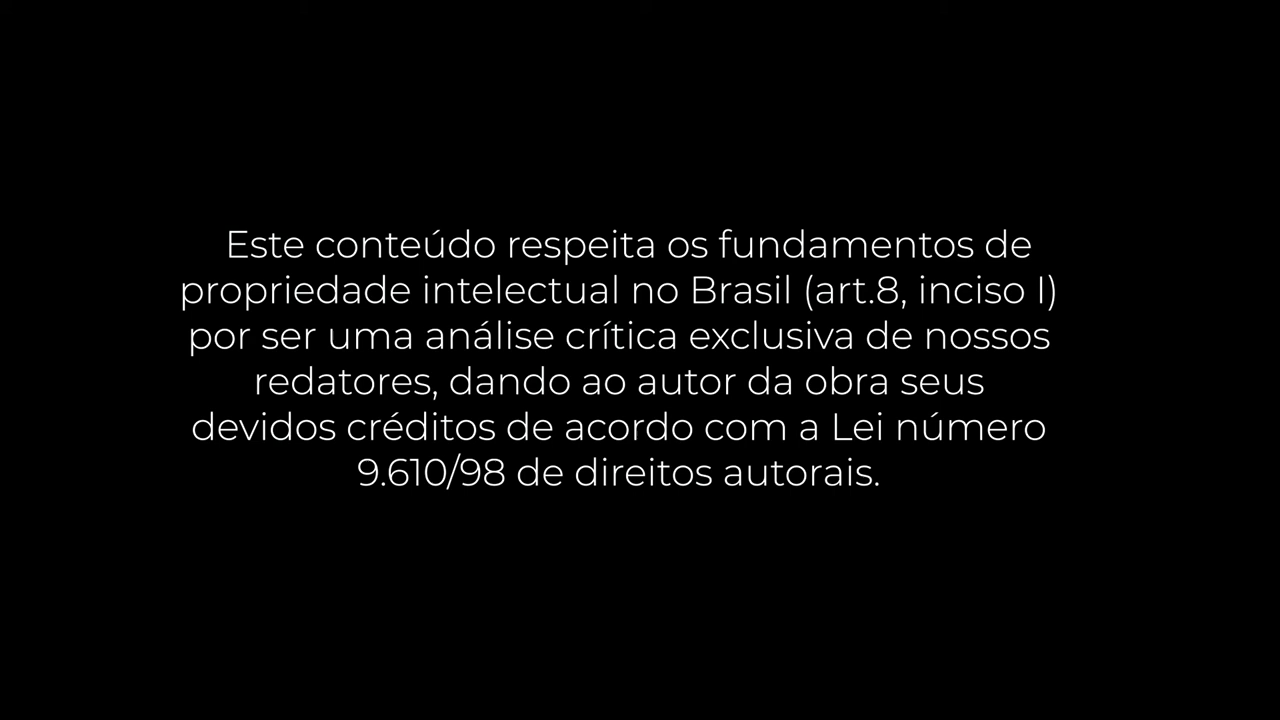 Este conteúdo respeita os fundamentos de
propriedade intelectual no Brasil (art.8, inciso I)
por ser uma análise crítica exclusiva de nossos
redatores, dando ao autor da obra seus
devidos créditos de acordo com a Lei número
9.610/98 de direitos autorais.